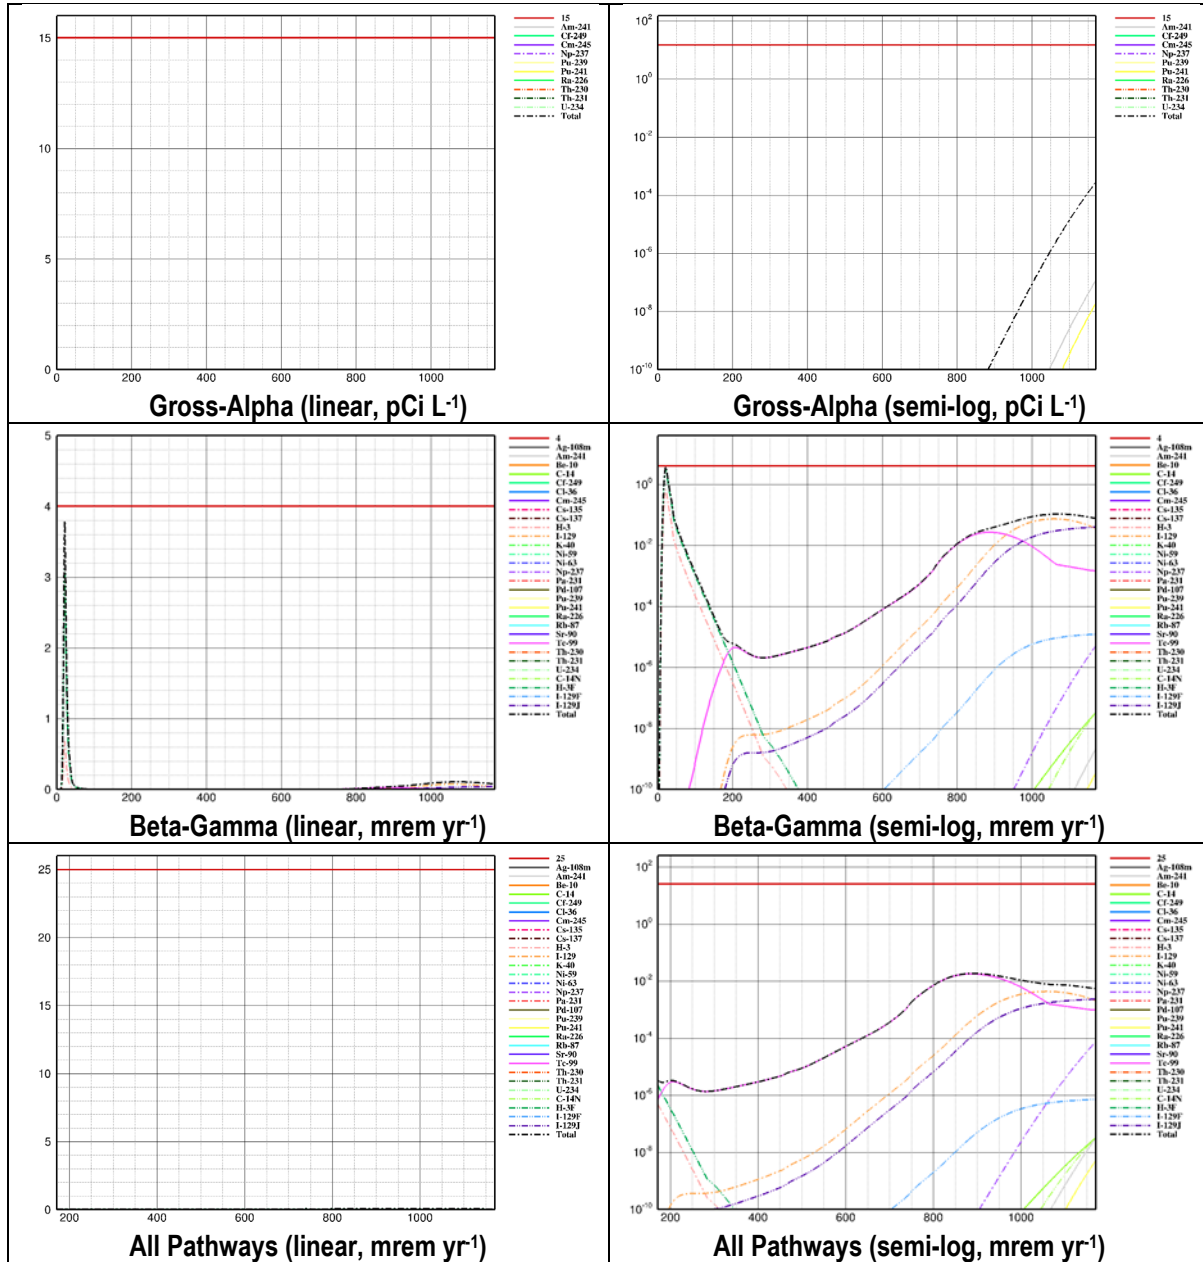 15
10
5
0
0 200 400 600 800 1000
15
Am-241
Cf-249
Cm-245
Np-237
Pu-239
Pu-241
Ra-226
Th-230
Th-231
U-234
Total
Gross-Alpha (linear, pCi L⁻¹)
10²
10⁰
10⁻²
10⁻⁴
10⁻⁶
10⁻⁸
10⁻¹⁰
0 200 400 600 800 1000
15
Am-241
Cf-249
Cm-245
Np-237
Pu-239
Pu-241
Ra-226
Th-230
Th-231
U-234
Total
Gross-Alpha (semi-log, pCi L⁻¹)
5
4
3
2
1
0
0 200 400 600 800 1000
4
Ag-108m
Am-241
Be-10
C-14
Cf-249
Cl-36
Cm-245
Cs-135
Cs-137
H-3
I-129
K-40
Ni-59
Ni-63
Np-237
Pa-231
Pd-107
Pu-239
Pu-241
Ra-226
Rb-87
Sr-90
Tc-99
Th-230
Th-231
U-234
C-14N
H-3F
I-129F
I-129J
Total
Beta-Gamma (linear, mrem yr⁻¹)
10⁰
10⁻²
10⁻⁴
10⁻⁶
10⁻⁸
10⁻¹⁰
0 200 400 600 800 1000
4
Ag-108m
Am-241
Be-10
C-14
Cf-249
Cl-36
Cm-245
Cs-135
Cs-137
H-3
I-129
K-40
Ni-59
Ni-63
Np-237
Pa-231
Pd-107
Pu-239
Pu-241
Ra-226
Rb-87
Sr-90
Tc-99
Th-230
Th-231
U-234
C-14N
H-3F
I-129F
I-129J
Total
Beta-Gamma (semi-log, mrem yr⁻¹)
25
20
15
10
5
0
200 400 600 800 1000
25
Ag-108m
Am-241
Be-10
C-14
Cf-249
Cl-36
Cm-245
Cs-135
Cs-137
H-3
I-129
K-40
Ni-59
Ni-63
Np-237
Pa-231
Pd-107
Pu-239
Pu-241
Ra-226
Rb-87
Sr-90
Tc-99
Th-230
Th-231
U-234
C-14N
H-3F
I-129F
I-129J
Total
All Pathways (linear, mrem yr⁻¹)
10²
10⁰
10⁻²
10⁻⁴
10⁻⁶
10⁻⁸
10⁻¹⁰
200 400 600 800 1000
25
Ag-108m
Am-241
Be-10
C-14
Cf-249
Cl-36
Cm-245
Cs-135
Cs-137
H-3
I-129
K-40
Ni-59
Ni-63
Np-237
Pa-231
Pd-107
Pu-239
Pu-241
Ra-226
Rb-87
Sr-90
Tc-99
Th-230
Th-231
U-234
C-14N
H-3F
I-129F
I-129J
Total
All Pathways (semi-log, mrem yr⁻¹)